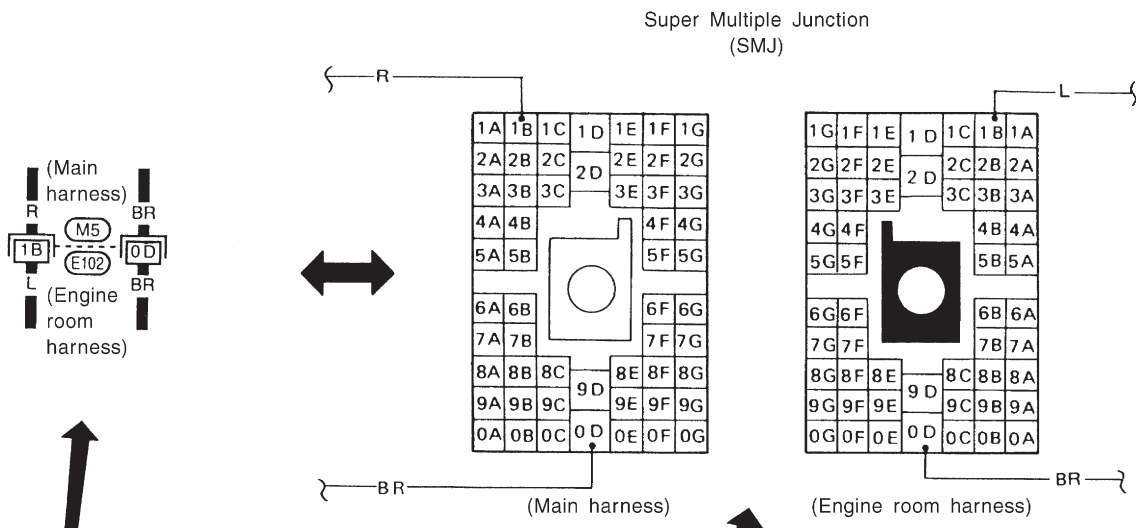 Super Multiple Junction
(SMJ)
R
L
1A 1B 1C 1D 1E 1F 1G
2A 2B 2C 2D 2E 2F 2G
3A 3B 3C 3E 3F 3G
4A 4B 4F 4G
5A 5B 5F 5G
6A 6B 6F 6G
7A 7B 7F 7G
8A 8B 8C 8E 8F 8G
9A 9B 9C 9D 9E 9F 9G
0A 0B 0C 0D 0E 0F 0G
BR
(Main harness)
1G 1F 1E 1D 1C 1B 1A
2G 2F 2E 2D 2C 2B 2A
3G 3F 3E 3C 3B 3A
4G 4F 4B 4A
5G 5F 5B 5A
6G 6F 6B 6A
7G 7F 7B 7A
8G 8F 8E 8C 8B 8A
9G 9F 9E 9D 9C 9B 9A
0G 0F 0E 0D 0C 0B 0A
BR
(Engine room harness)
(Main
harness)
R BR
M5
1B 0D
E102
L BR
(Engine
room
harness)